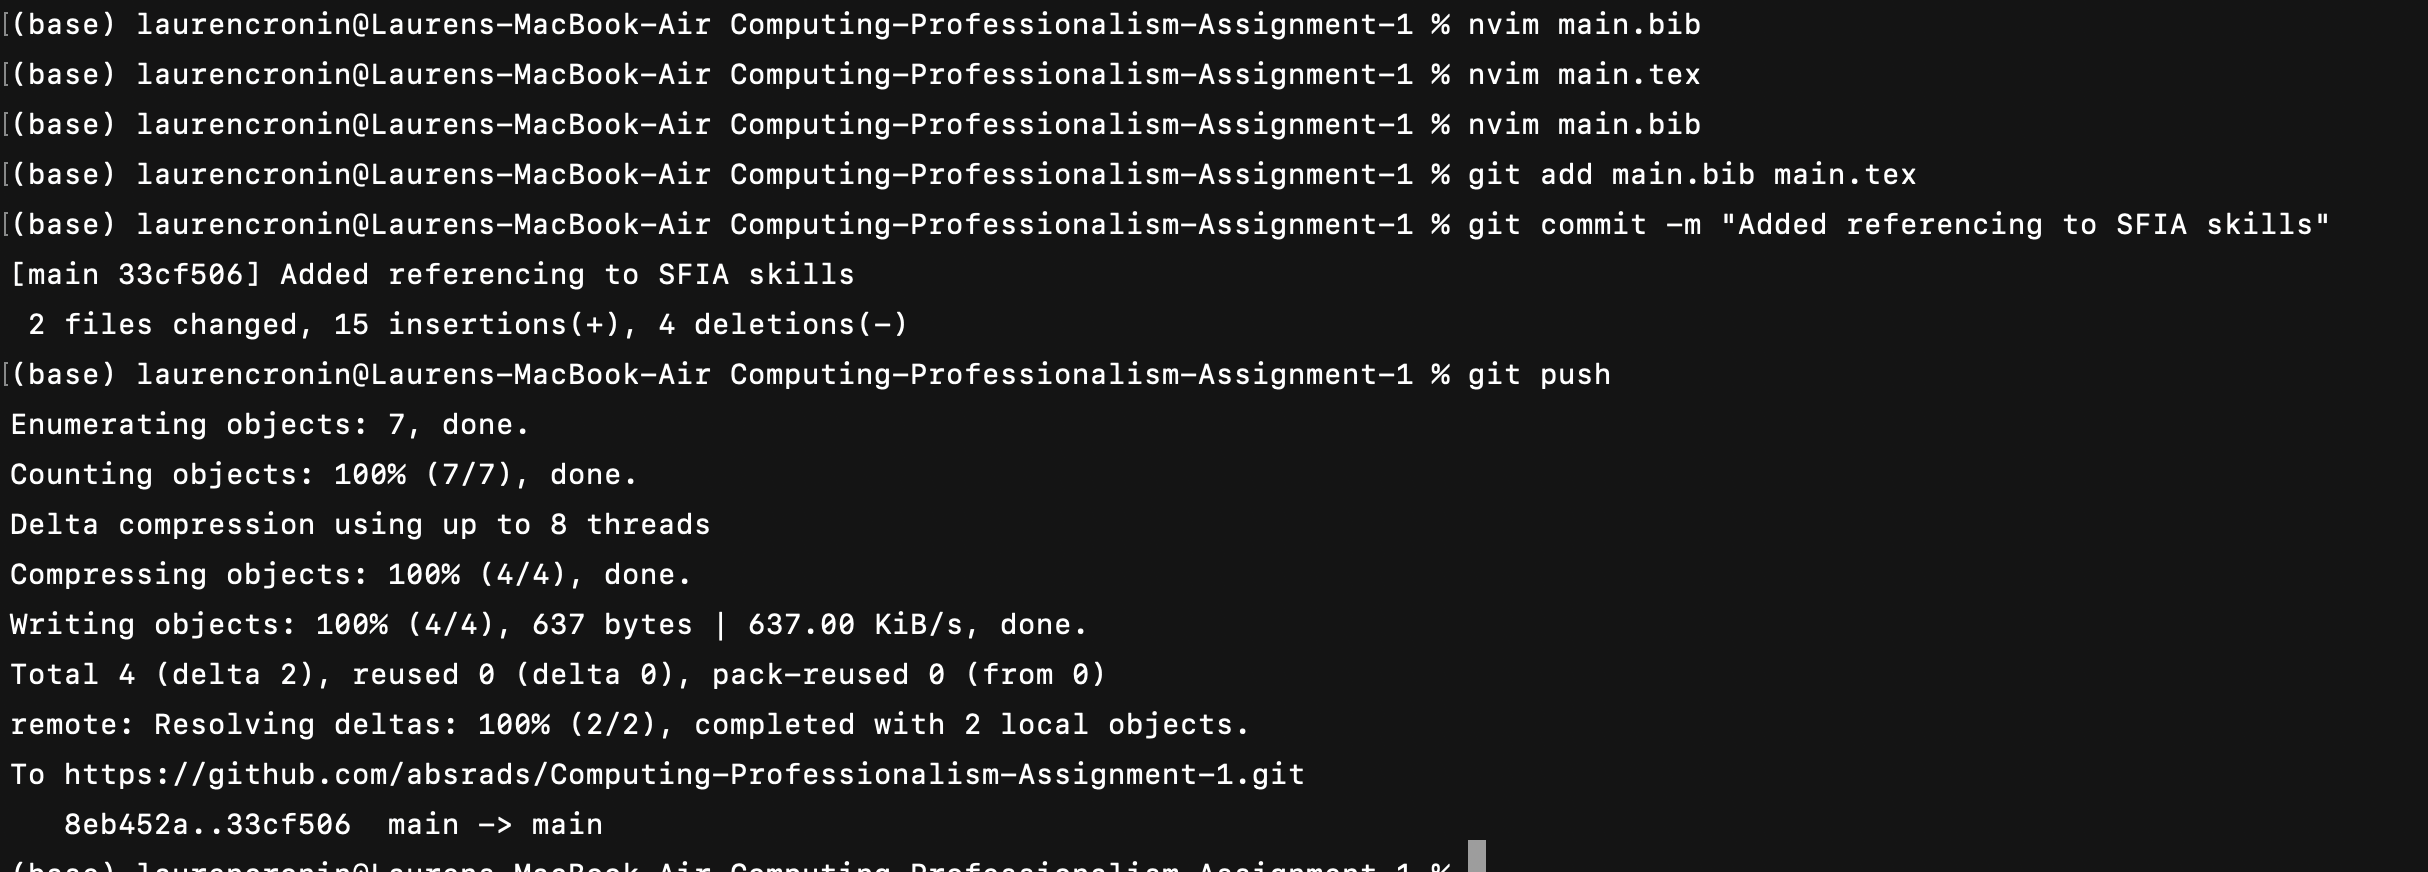 [(base) laurencronin@Laurens-MacBook-Air Computing-Professionalism-Assignment-1 % nvim main.bib
[(base) laurencronin@Laurens-MacBook-Air Computing-Professionalism-Assignment-1 % nvim main.tex
[(base) laurencronin@Laurens-MacBook-Air Computing-Professionalism-Assignment-1 % nvim main.bib
[(base) laurencronin@Laurens-MacBook-Air Computing-Professionalism-Assignment-1 % git add main.bib main.tex
[(base) laurencronin@Laurens-MacBook-Air Computing-Professionalism-Assignment-1 % git commit -m "Added referencing to SFIA skills"
[main 33cf506] Added referencing to SFIA skills
 2 files changed, 15 insertions(+), 4 deletions(-)
[(base) laurencronin@Laurens-MacBook-Air Computing-Professionalism-Assignment-1 % git push
Enumerating objects: 7, done.
Counting objects: 100% (7/7), done.
Delta compression using up to 8 threads
Compressing objects: 100% (4/4), done.
Writing objects: 100% (4/4), 637 bytes | 637.00 KiB/s, done.
Total 4 (delta 2), reused 0 (delta 0), pack-reused 0 (from 0)
remote: Resolving deltas: 100% (2/2), completed with 2 local objects.
To https://github.com/absrads/Computing-Professionalism-Assignment-1.git
   8eb452a..33cf506  main -> main
(base) laurencronin@Laurens-MacBook-Air Computing-Professionalism-Assignment-1 %